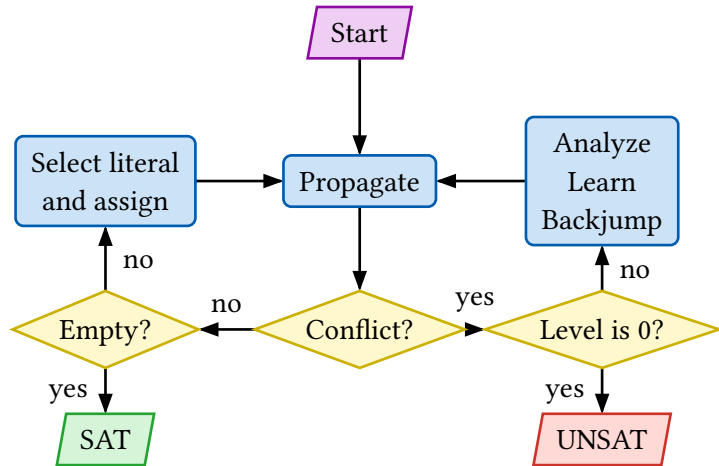 Start
Select literal
and assign
Propagate
Analyze
Learn
Backjump
no
no
yes
no
Empty?
Conflict?
Level is 0?
yes
yes
SAT
UNSAT